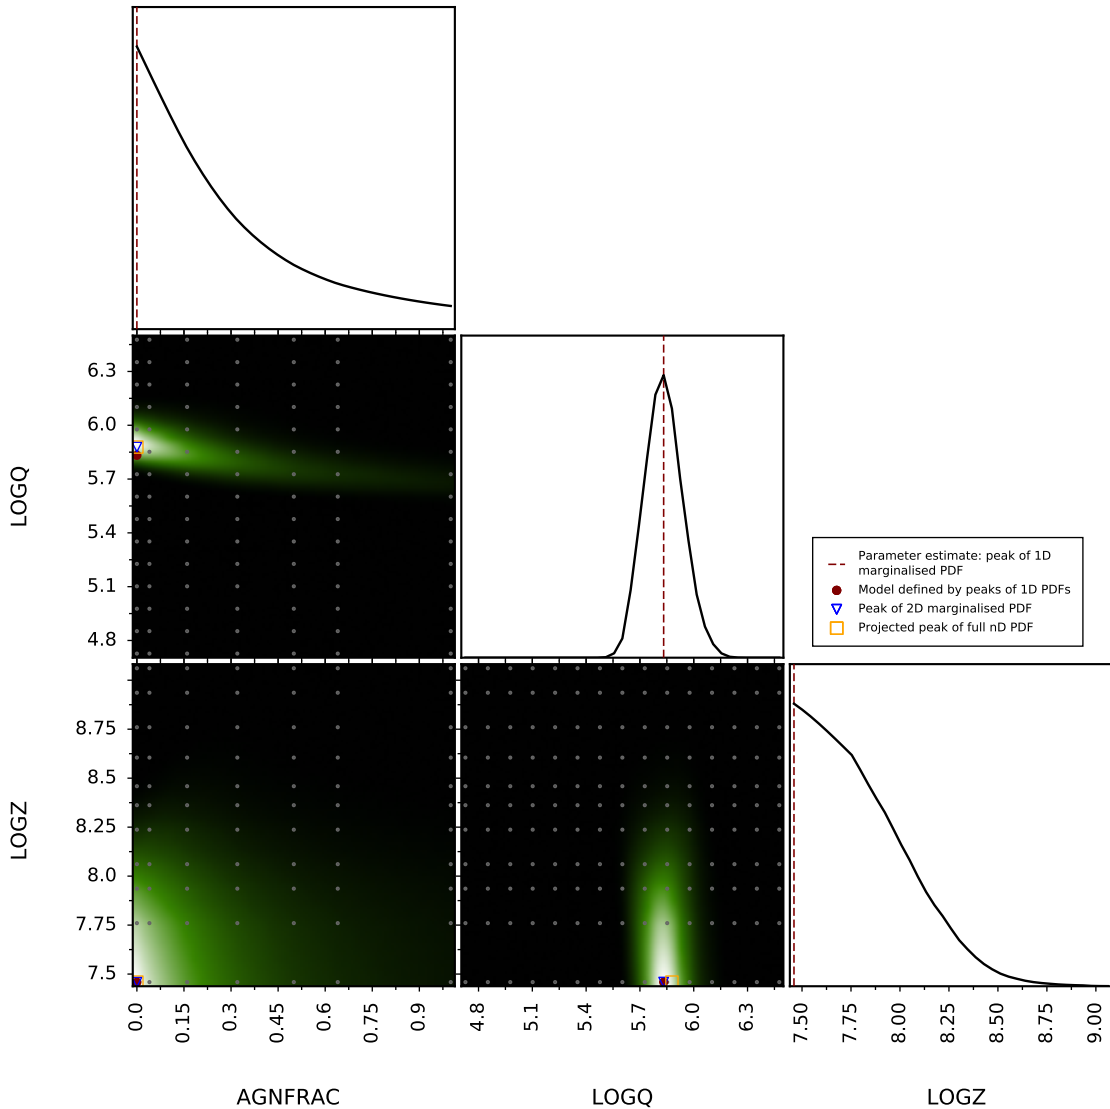 6.3
6.0
5.7
5.4
5.1
4.8
LOGQ
Parameter estimate: peak of 1D
marginalised PDF
Model defined by peaks of 1D PDFs
Peak of 2D marginalised PDF
Projected peak of full nD PDF
8.75
8.5
8.25
8.0
7.75
7.5
LOGZ
0.0 0.15 0.3 0.45 0.6 0.75 0.9
4.8 5.1 5.4 5.7 6.0 6.3
7.50 7.75 8.00 8.25 8.50 8.75 9.00
AGNFRAC LOGQ LOGZ